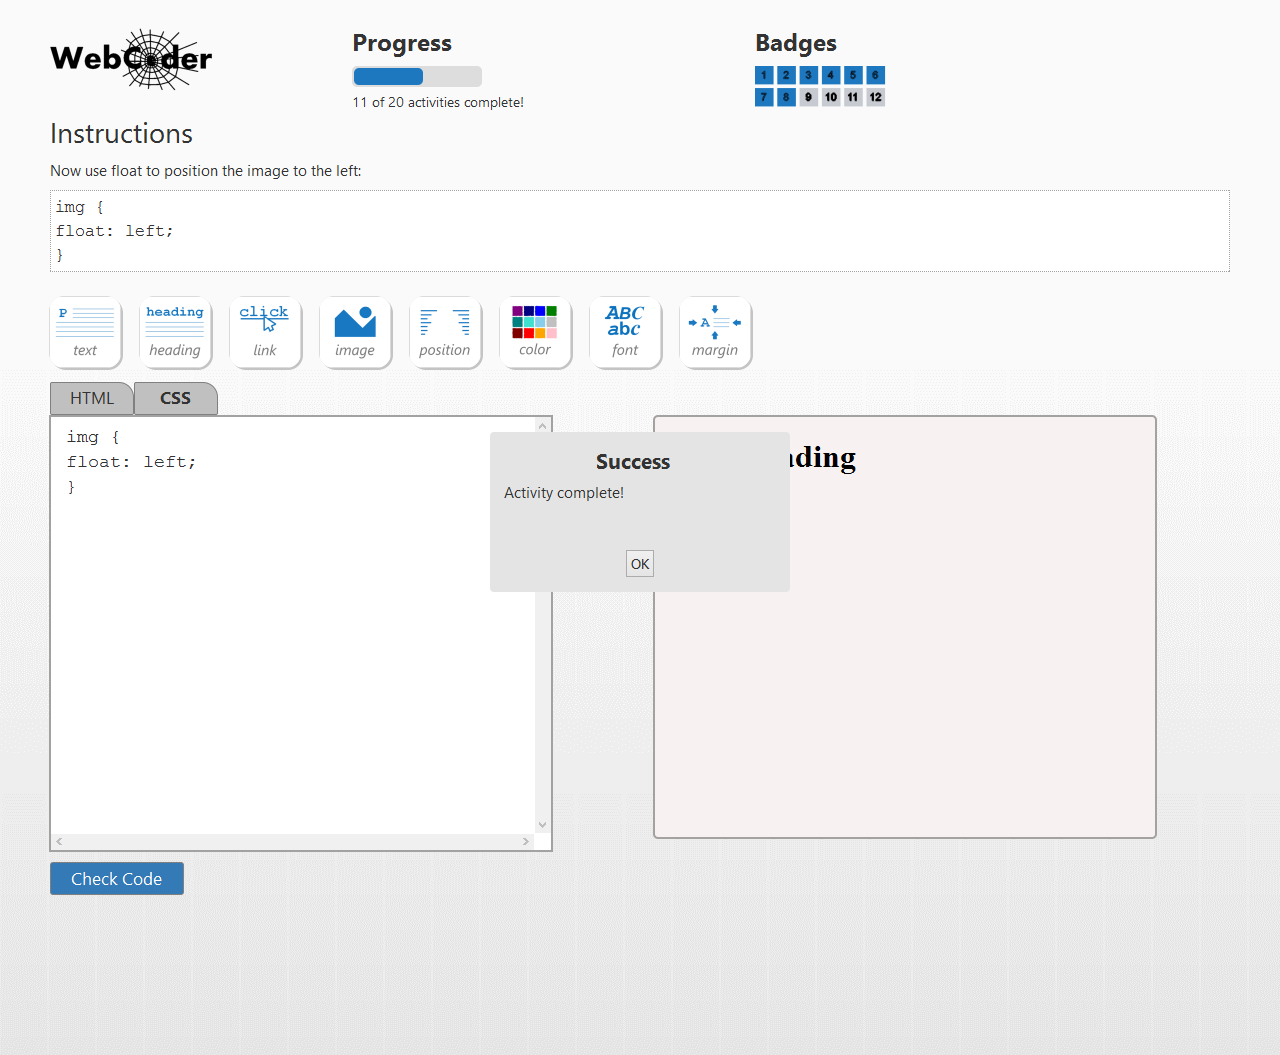 WebCoder
Progress
11 of 20 activities complete!
Badges
1 2 3 4 5 6
7 8 9 10 11 12
Instructions
Now use float to position the image to the left:
img {
float: left;
}
P
text
heading
heading
click
link
image
position
color
ABC
abc
font
A
margin
HTML
CSS
img {
float: left;
}
ading
Success
Activity complete!
OK
Check Code